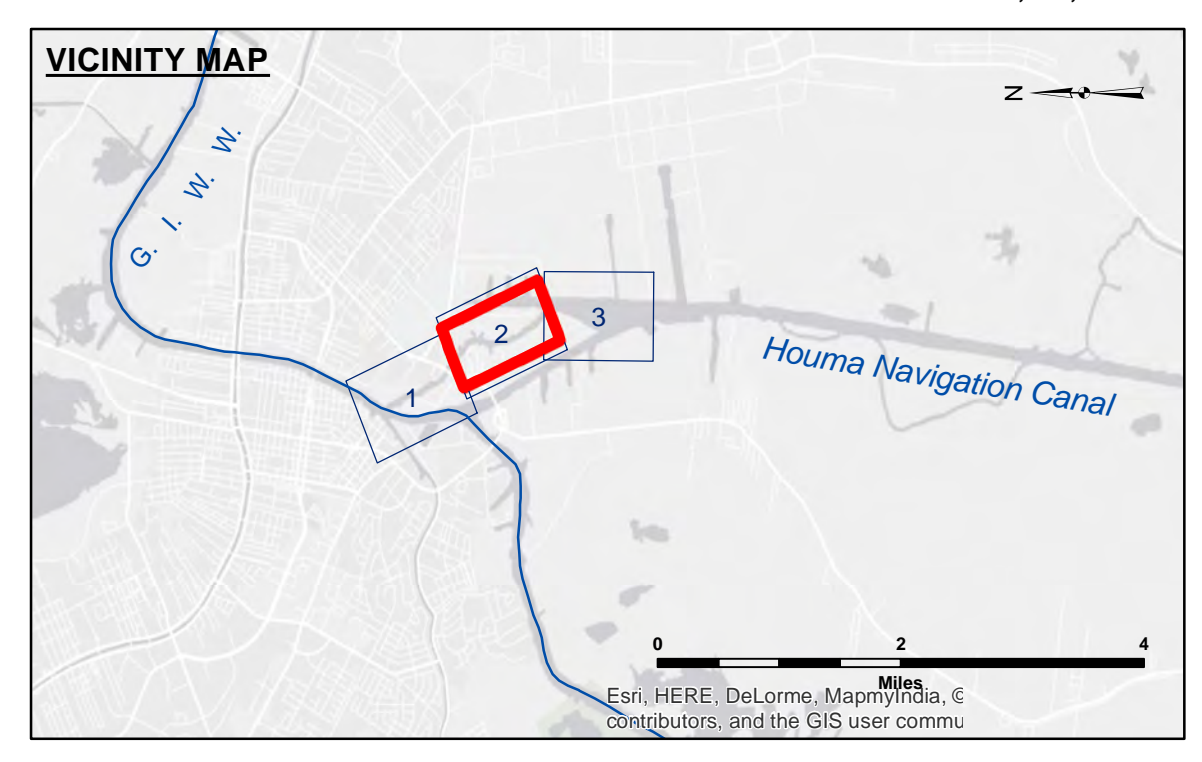 VICINITY MAP
N
G. I. W. W.
2
3
1
Houma Navigation Canal
0 2 4
Miles
Esri, HERE, DeLorme, MapmyIndia, ©
contributors, and the GIS user commu